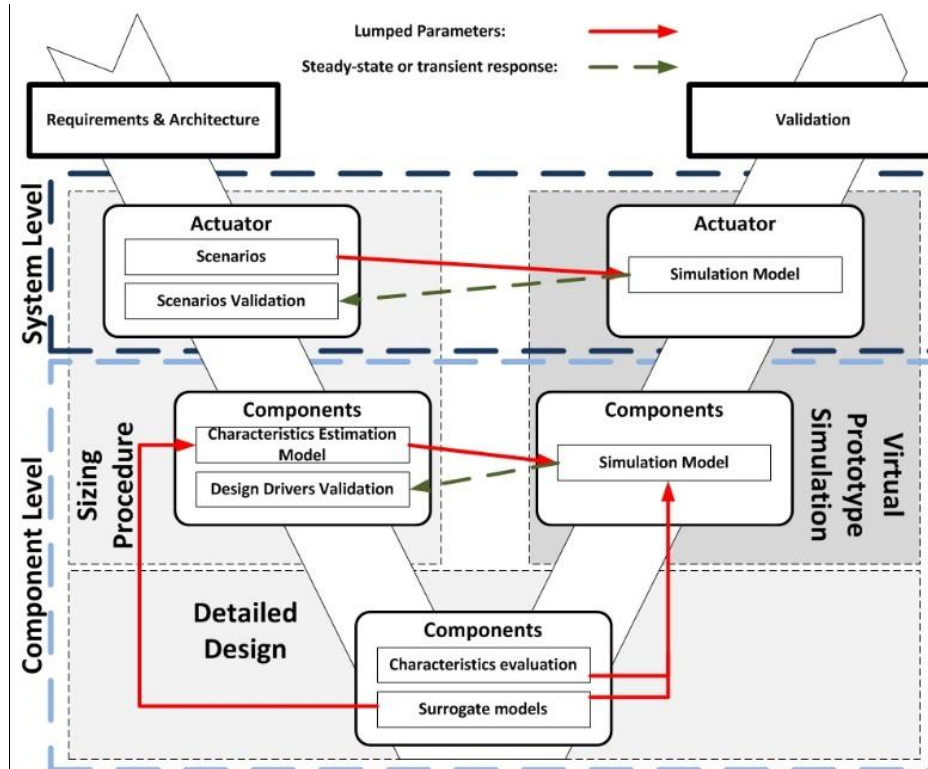 Lumped Parameters:
Steady-state or transient response:
Requirements & Architecture
Validation
System Level
Actuator
Scenarios
Scenarios Validation
Actuator
Simulation Model
Component Level
Sizing
Procedure
Components
Characteristics Estimation
Model
Design Drivers Validation
Components
Simulation Model
Virtual
Prototype
Simulation
Detailed
Design
Components
Characteristics evaluation
Surrogate models